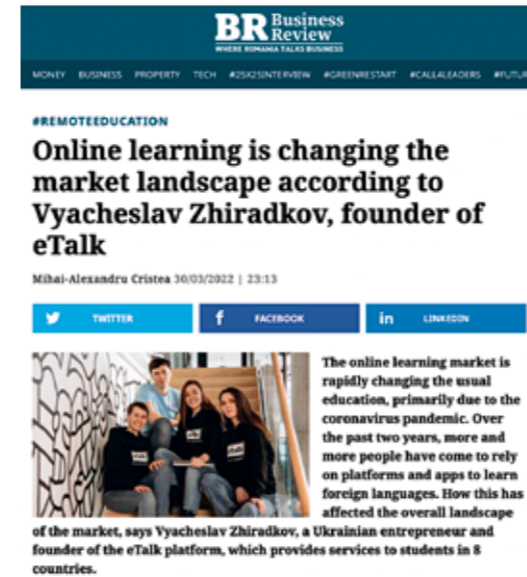 BR Business
Review
WHERE ROMANIA TALKS BUSINESS
MONEY BUSINESS PROPERTY TECH #25X25INTERVIEW #GREENRESTART #CALL4LEADERS #FUTUR
#REMOTEEDUCATION
Online learning is changing the
market landscape according to
Vyacheslav Zhiradkov, founder of
eTalk
Mihai-Alexandru Cristea 30/03/2022 | 23:13
TWITTER
FACEBOOK
in LINKEDIN
The online learning market is
rapidly changing the usual
education, primarily due to the
coronavirus pandemic. Over
the past two years, more and
more people have come to rely
on platforms and apps to learn
foreign languages. How this has
affected the overall landscape
of the market, says Vyacheslav Zhiradkov, a Ukrainian entrepreneur and
founder of the eTalk platform, which provides services to students in 8
countries.